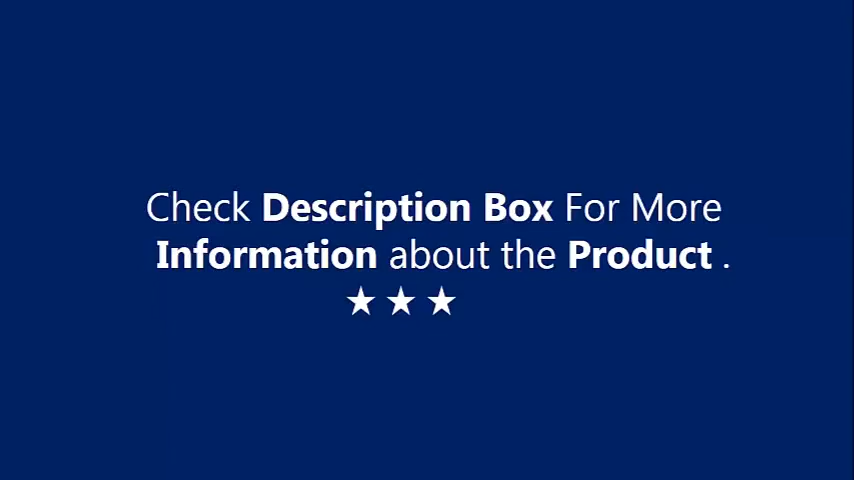 Check Description Box For More
Information about the Product .
★ ★ ★